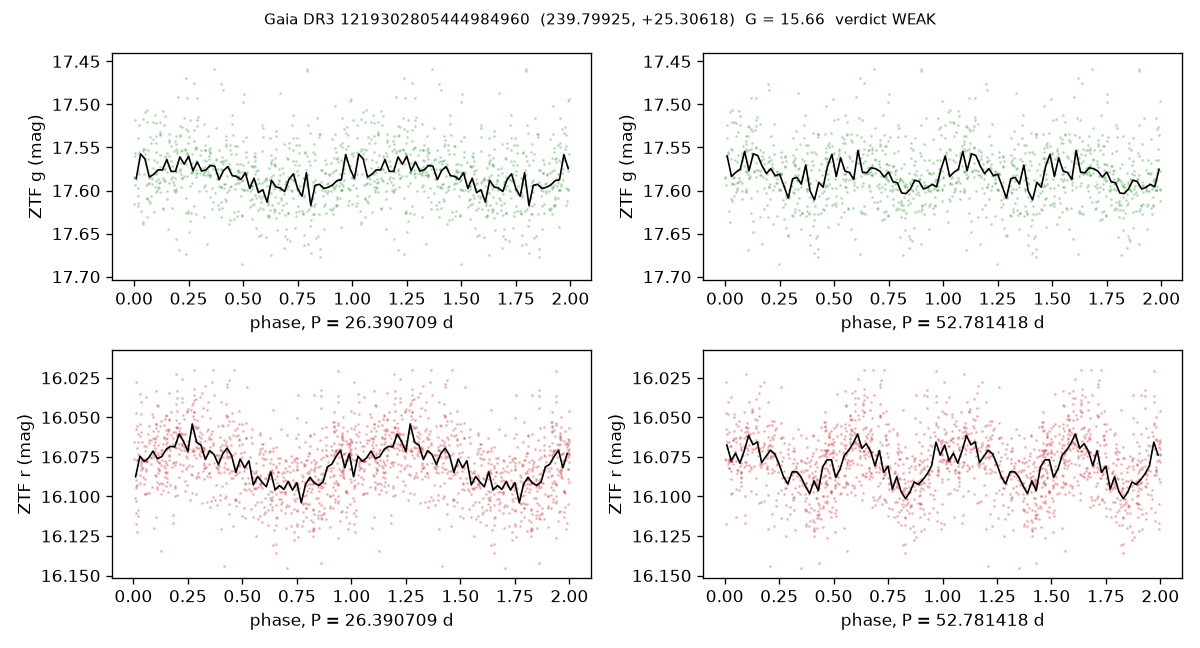 Gaia DR3 1219302805444984960  (239.79925, +25.30618)  G = 15.66  verdict WEAK
17.45
17.50
17.55
17.60
17.65
17.70
ZTF g (mag)
0.00 0.25 0.50 0.75 1.00 1.25 1.50 1.75 2.00
phase, P = 26.390709 d
17.45
17.50
17.55
17.60
17.65
17.70
ZTF g (mag)
0.00 0.25 0.50 0.75 1.00 1.25 1.50 1.75 2.00
phase, P = 52.781418 d
16.025
16.050
16.075
16.100
16.125
16.150
ZTF r (mag)
0.00 0.25 0.50 0.75 1.00 1.25 1.50 1.75 2.00
phase, P = 26.390709 d
16.025
16.050
16.075
16.100
16.125
16.150
ZTF r (mag)
0.00 0.25 0.50 0.75 1.00 1.25 1.50 1.75 2.00
phase, P = 52.781418 d